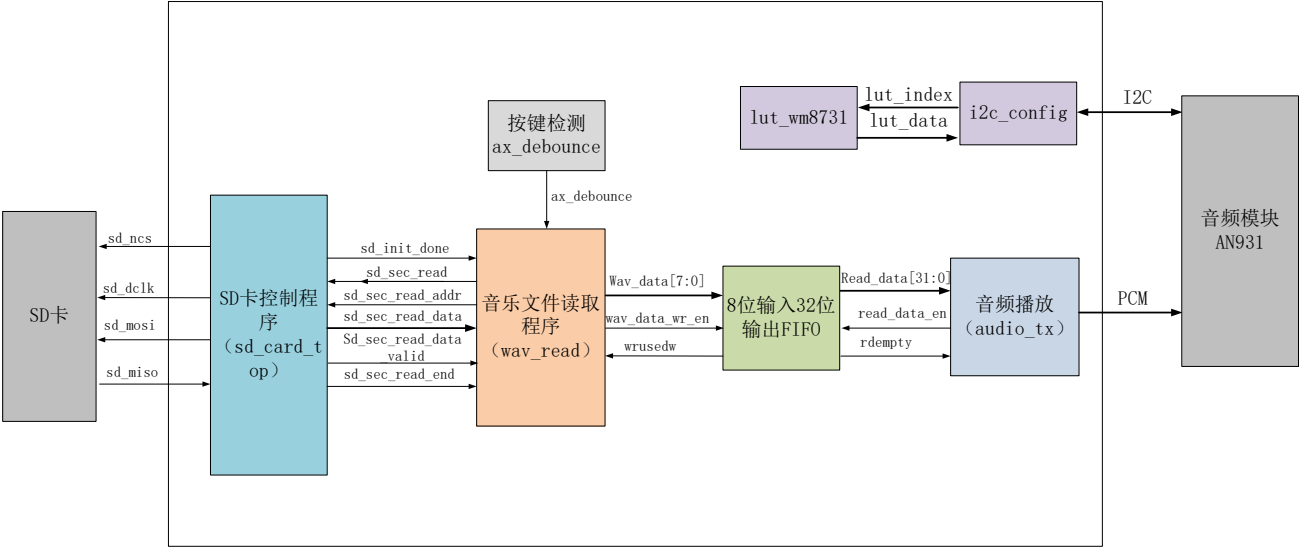 SD卡
sd_ncs
sd_dclk
sd_mosi
sd_miso
SD卡控制程
序
（sd_card_t
op）
sd_init_done
sd_sec_read
sd_sec_read_addr
sd_sec_read_data
Sd_sec_read_data
_valid
sd_sec_read_end
按键检测
ax_debounce
ax_debounce
音乐文件读取
程序
（wav_read）
Wav_data[7:0]
wav_data_wr_en
wrusedw
8位输入32位
输出FIFO
Read_data[31:0]
read_data_en
rdempty
音频播放
（audio_tx）
lut_wm8731
lut_index
lut_data
i2c_config
I2C
PCM
音频模块
AN931